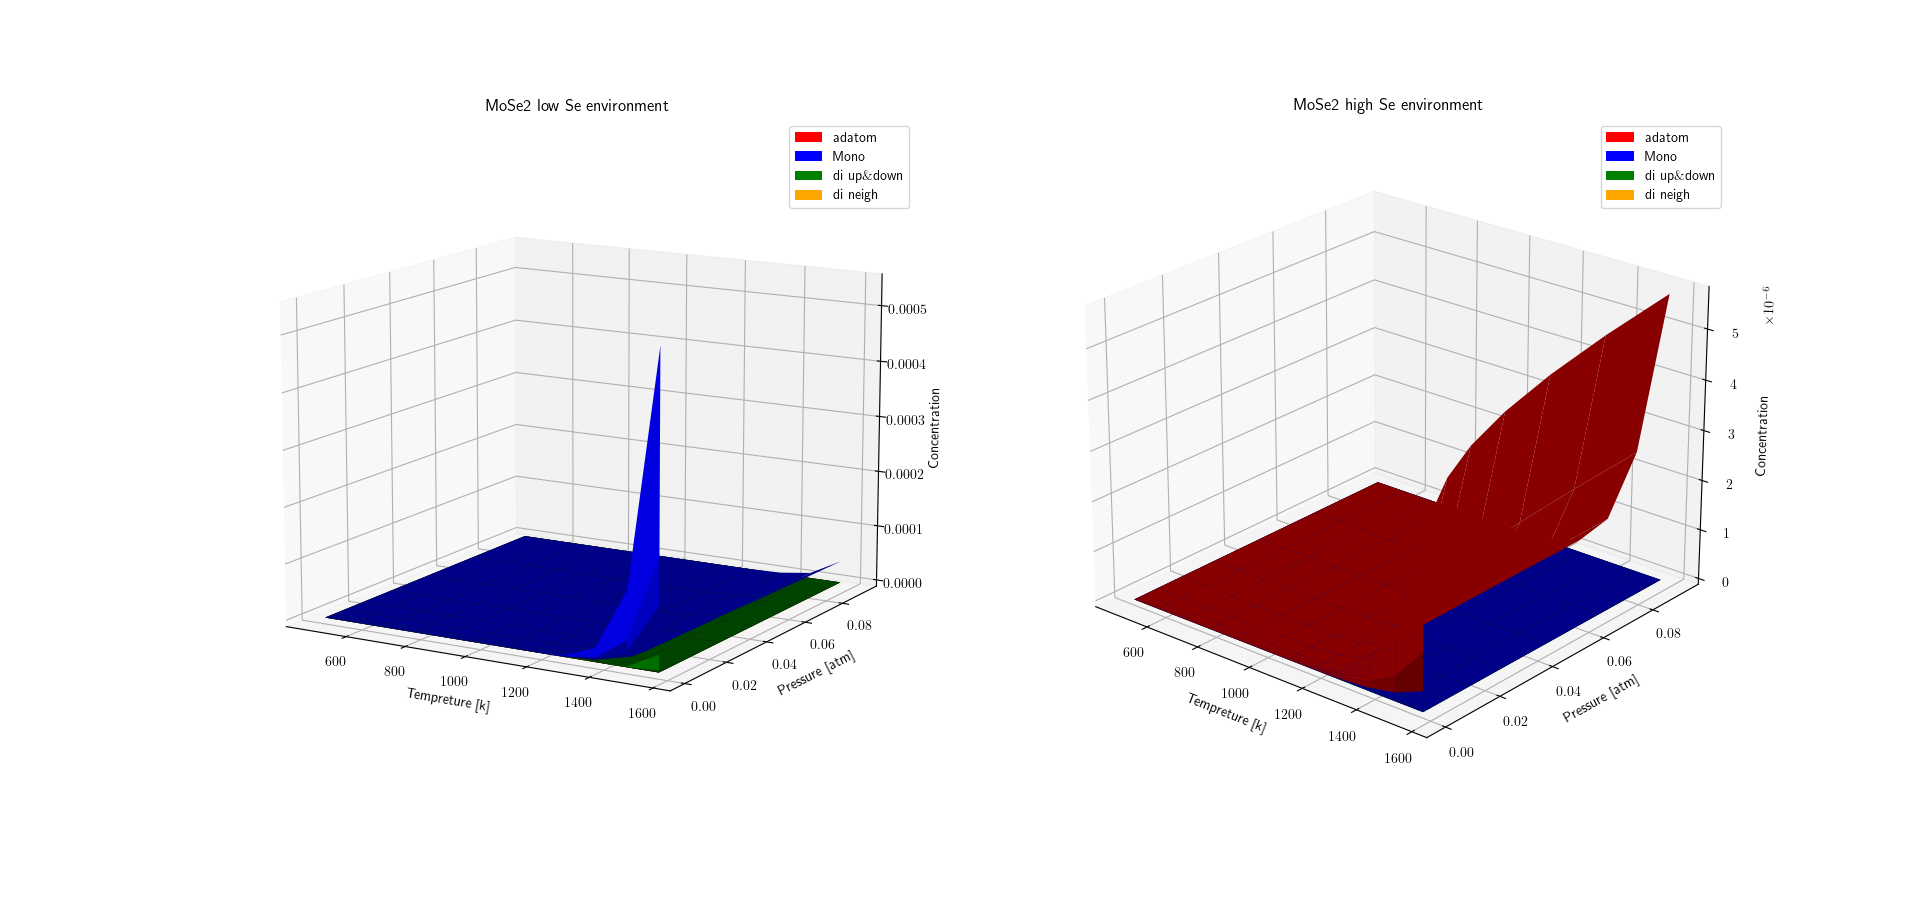 MoSe2 low Se environment
adatom
Mono
di up&down
di neigh
0.0005
0.0004
0.0003
0.0002
0.0001
0.0000
Concentration
600
800
1000
1200
1400
1600
Tempreture [k]
0.00
0.02
0.04
0.06
0.08
Pressure [atm]
MoSe2 high Se environment
adatom
Mono
di up&down
di neigh
×10⁻⁶
5
4
3
2
1
0
Concentration
600
800
1000
1200
1400
1600
Tempreture [k]
0.00
0.02
0.04
0.06
0.08
Pressure [atm]